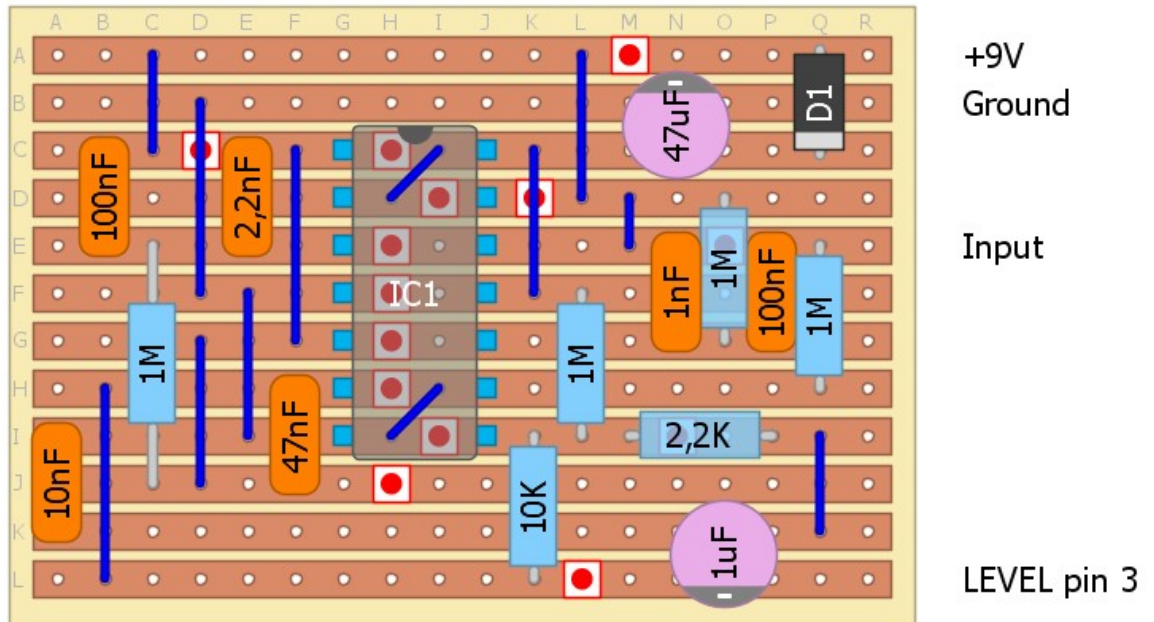 A B C D E F G H I J K L M N O P Q R
A +9V
B Ground
C
D
E Input
F
G
H
I
J
K
L LEVEL pin 3
47uF
D1
100nF
2,2nF
IC1
1nF
1M
100nF
1M
1M
1M
47nF
2,2K
10nF
10K
1uF